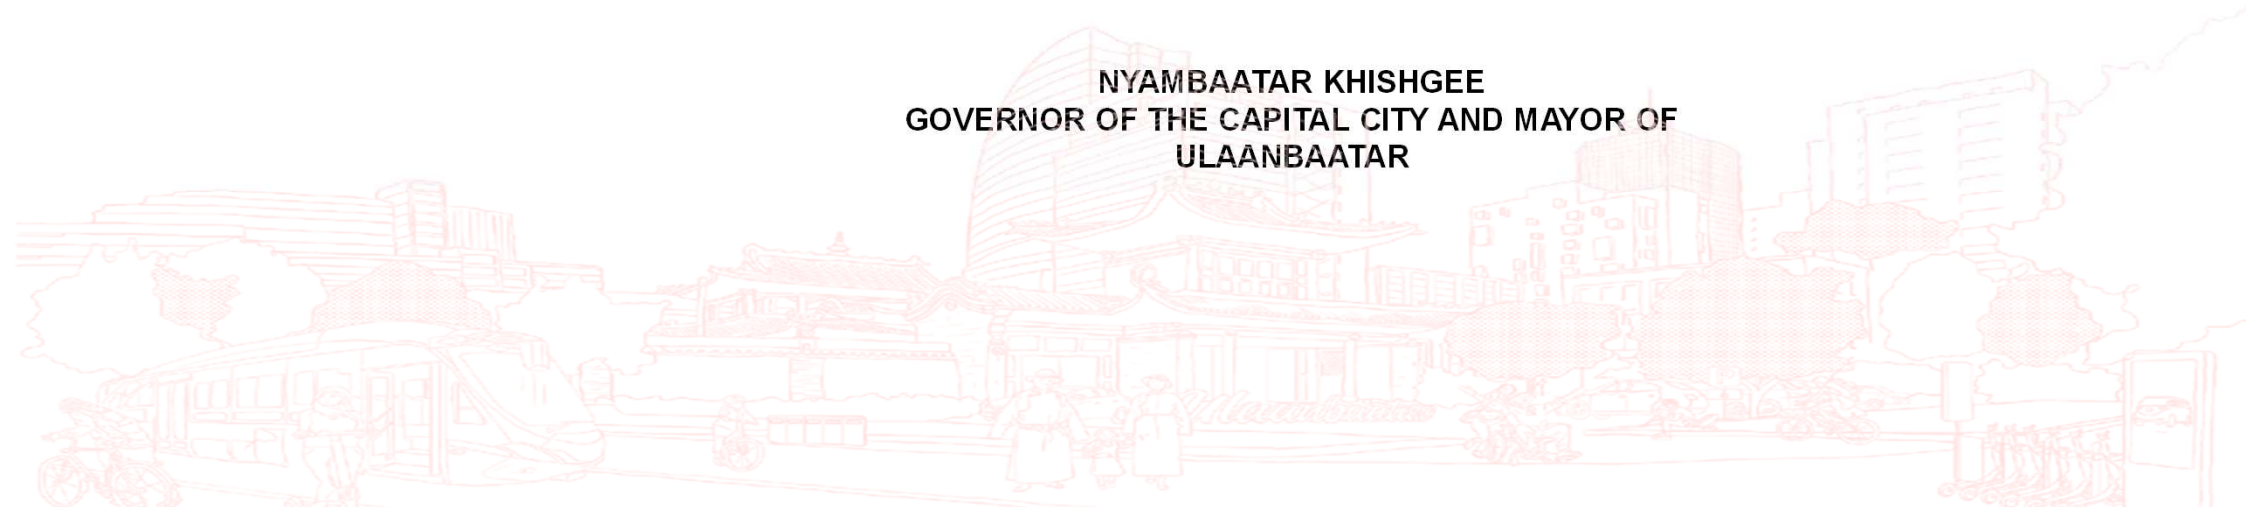 NYAMBAATAR KHISHGEE
GOVERNOR OF THE CAPITAL CITY AND MAYOR OF
ULAANBAATAR